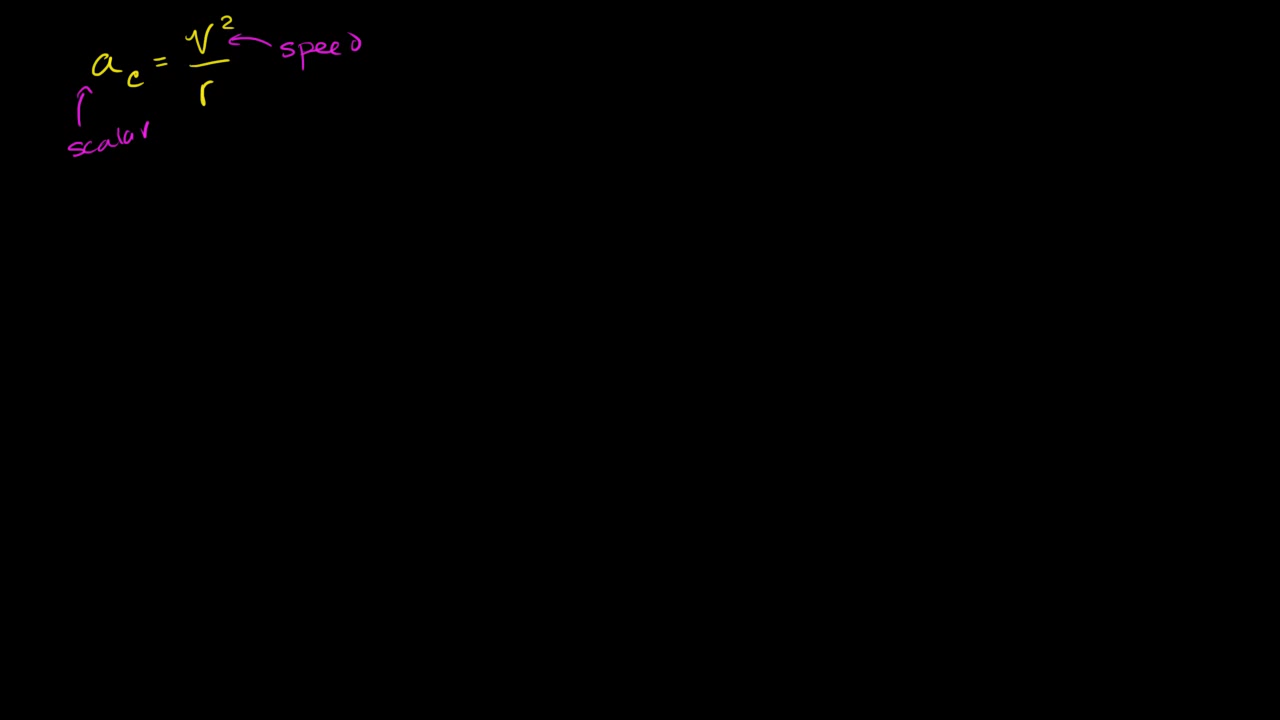 a_c = v²/r
speed
scalar